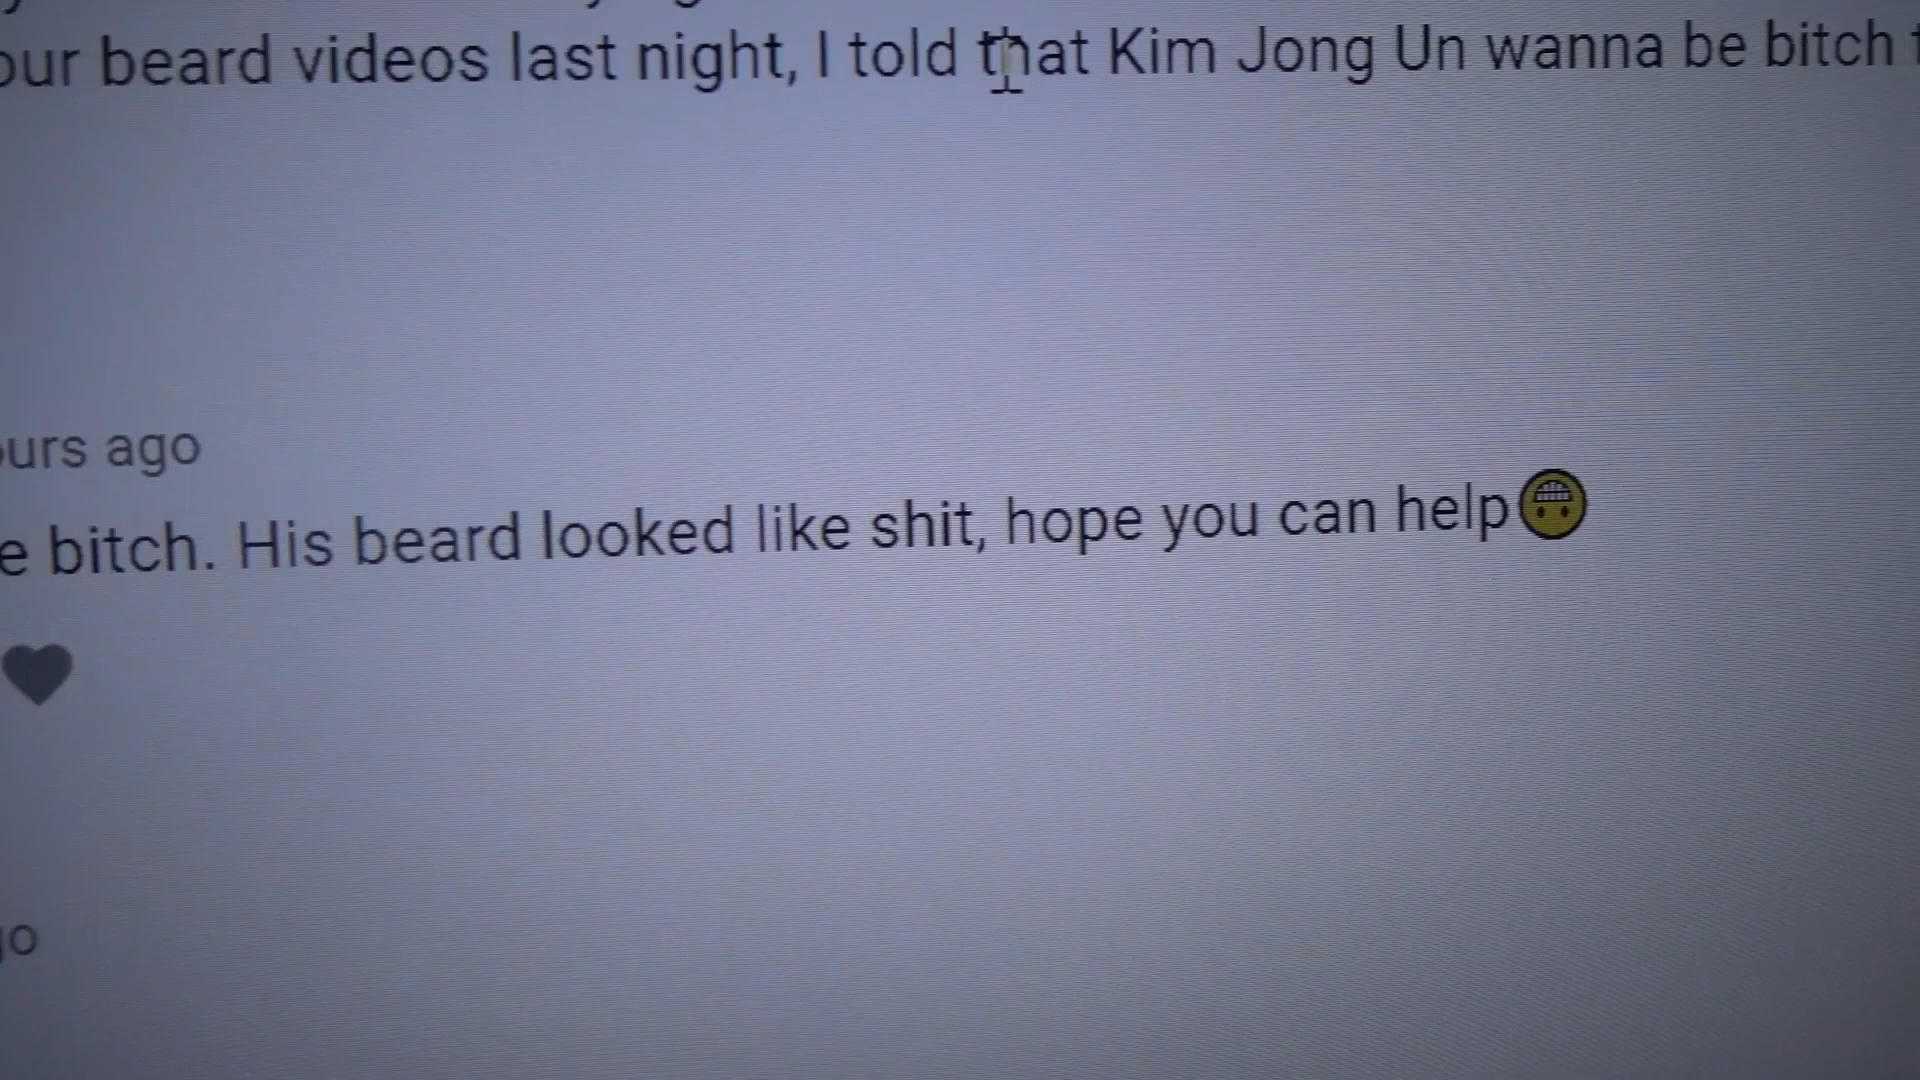 our beard videos last night, I told that Kim Jong Un wanna be bitch
urs ago
e bitch. His beard looked like shit, hope you can help
go